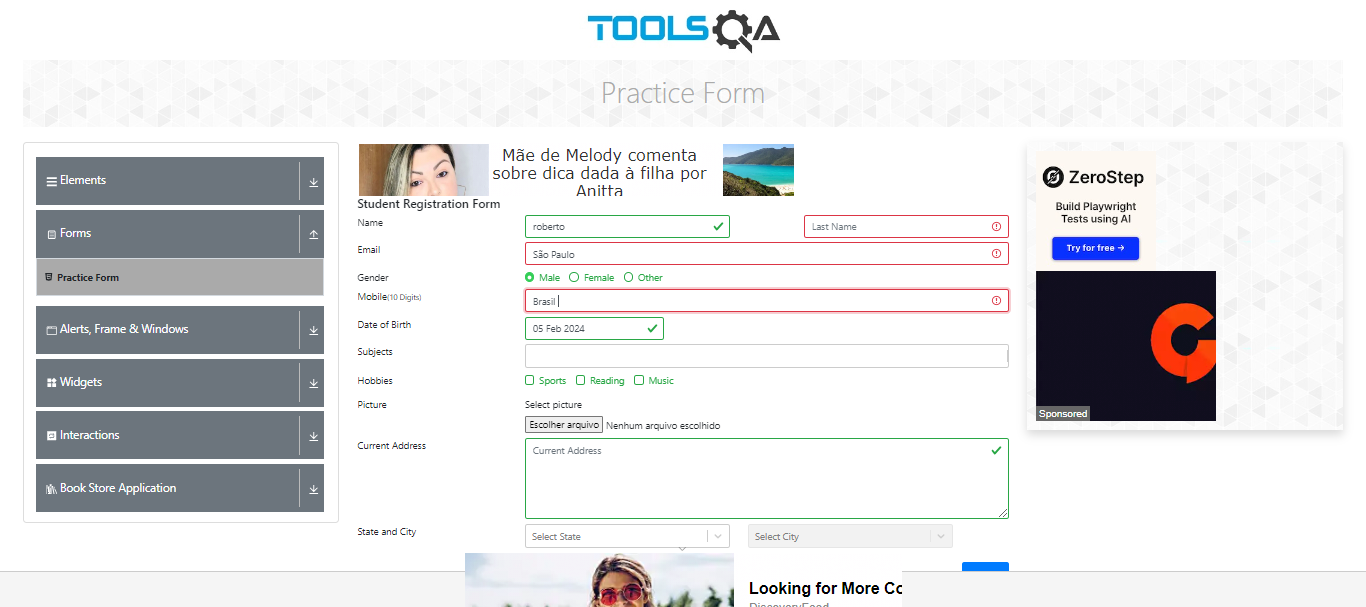 TOOLSQA
Practice Form
Elements
Forms
Practice Form
Alerts, Frame & Windows
Widgets
Interactions
Book Store Application
Mãe de Melody comenta
sobre dica dada à filha por
Anitta
Student Registration Form
Name
roberto
Last Name
Email
São Paulo
Gender
Male
Female
Other
Mobile(10 Digits)
Brasil
Date of Birth
05 Feb 2024
Subjects
Hobbies
Sports
Reading
Music
Picture
Select picture
Escolher arquivo Nenhum arquivo escolhido
Current Address
Current Address
State and City
Select State
Select City
ZeroStep
Build Playwright
Tests using AI
Try for free →
Sponsored
Looking for More Co
DiscoveryFeed